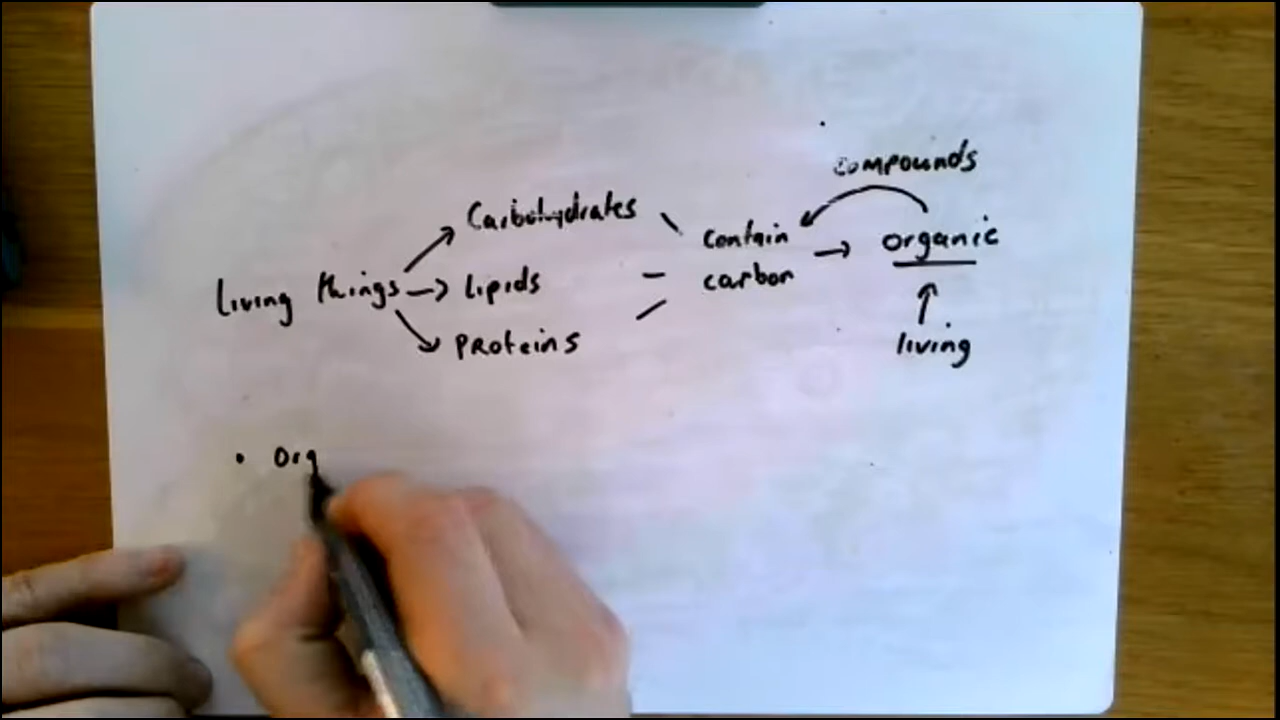 compounds
Carbohydrates
contain
organic
carbon
living things
lipids
proteins
living
• Org